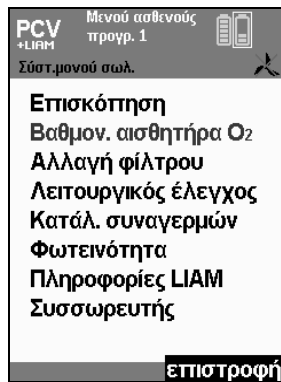 PCV
+LIAM
Μενού ασθενούς
προγρ. 1
Σύστ.μονού σωλ.
Επισκόπηση
Βαθμον. αισθητήρα O₂
Αλλαγή φίλτρου
Λειτουργικός έλεγχος
Κατάλ. συναγερμών
Φωτεινότητα
Πληροφορίες LIAM
Συσσωρευτής
επιστροφή